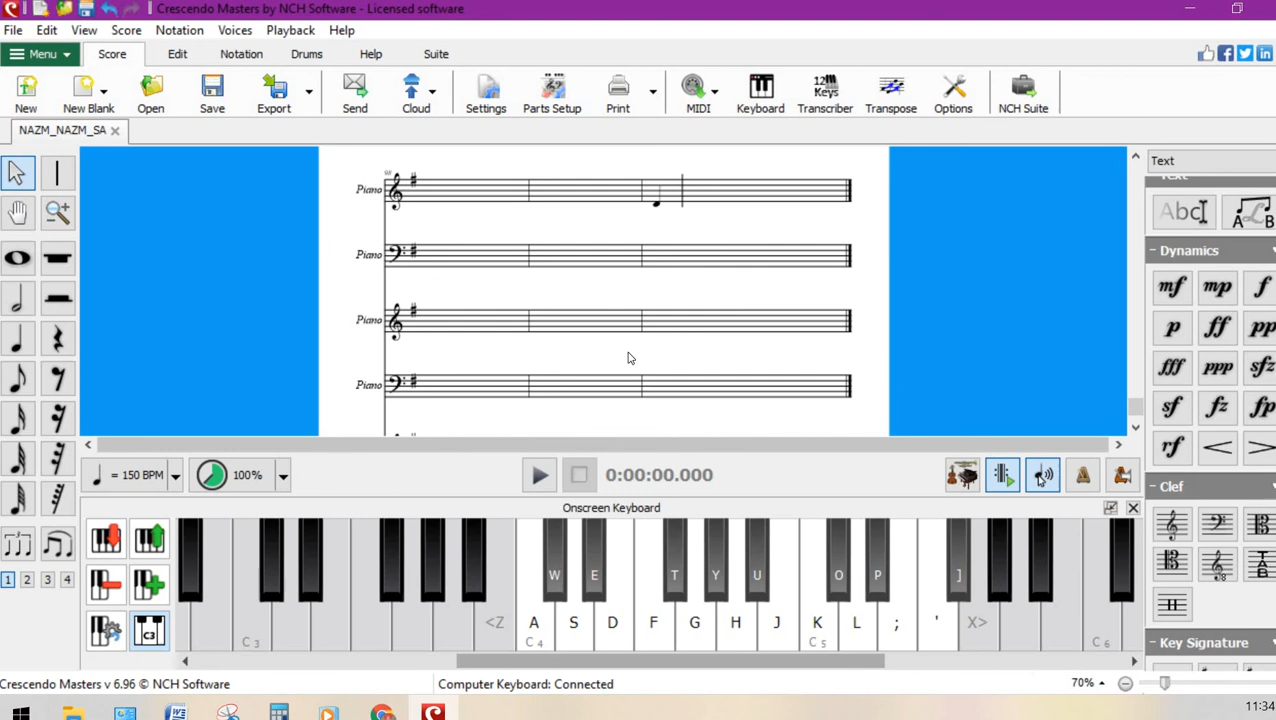 Crescendo Masters by NCH Software - Licensed software
File Edit View Score Notation Voices Playback Help
Menu Score Edit Notation Drums Help Suite
New New Blank Open Save Export Send Cloud Settings Parts Setup Print MIDI Keyboard Transcriber Transpose Options NCH Suite
12 Keys
NAZM_NAZM_SA
Text
Piano
Abc
A B
Dynamics
Piano
mf mp f
p ff pp
Piano
fff ppp sfz
Piano
sf fz fp
rf
= 150 BPM 100% 0:00:00.000
Clef
Onscreen Keyboard
W E T Y U O P ]
C3
<Z A S D F G H J K L ; ' X>
C 3 C 4 C 5 C 6
1 2 3 4
TAB
Key Signature
Crescendo Masters v 6.96 © NCH Software
Computer Keyboard: Connected
70%
11:34